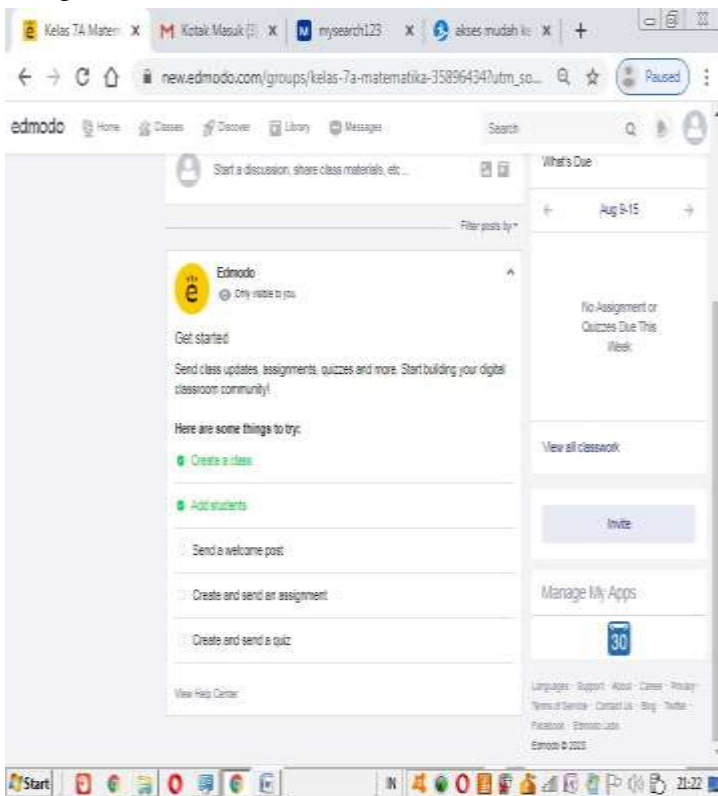 Kelas 7A Matem
Kotak Masuk (
mysearch123
akses mudah ke
new.edmodo.com/groups/kelas-7a-matematika-35896434?utm_so...
Paused
edmodo
Home
Classes
Discover
Library
Messages
Search
Start a discussion, share class materials, etc...
What's Due
Filter posts by
Aug 9-15
Edmodo
Only visible to you
No Assignment or
Quizzes Due This
Week
Get started
Send class updates, assignments, quizzes and more. Start building your digital
classroom community!
Here are some things to try:
Create a class
View all classwork
Add students
Invite
Send a welcome post
Create and send an assignment
Manage My Apps
30
Create and send a quiz
View Help Center
Languages · Support · About · Career · Privacy ·
Terms of Service · Contact Us · Blog · Twitter ·
Facebook · Edmodo Labs
Start
IN
21:22